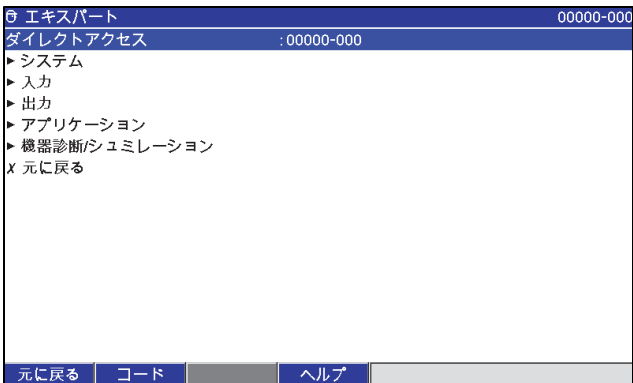 エキスパート 00000-000
ダイレクトアクセス :00000-000
▶ システム
▶ 入力
▶ 出力
▶ アプリケーション
▶ 機器診断/シュミレーション
X 元に戻る
元に戻る コード ヘルプ